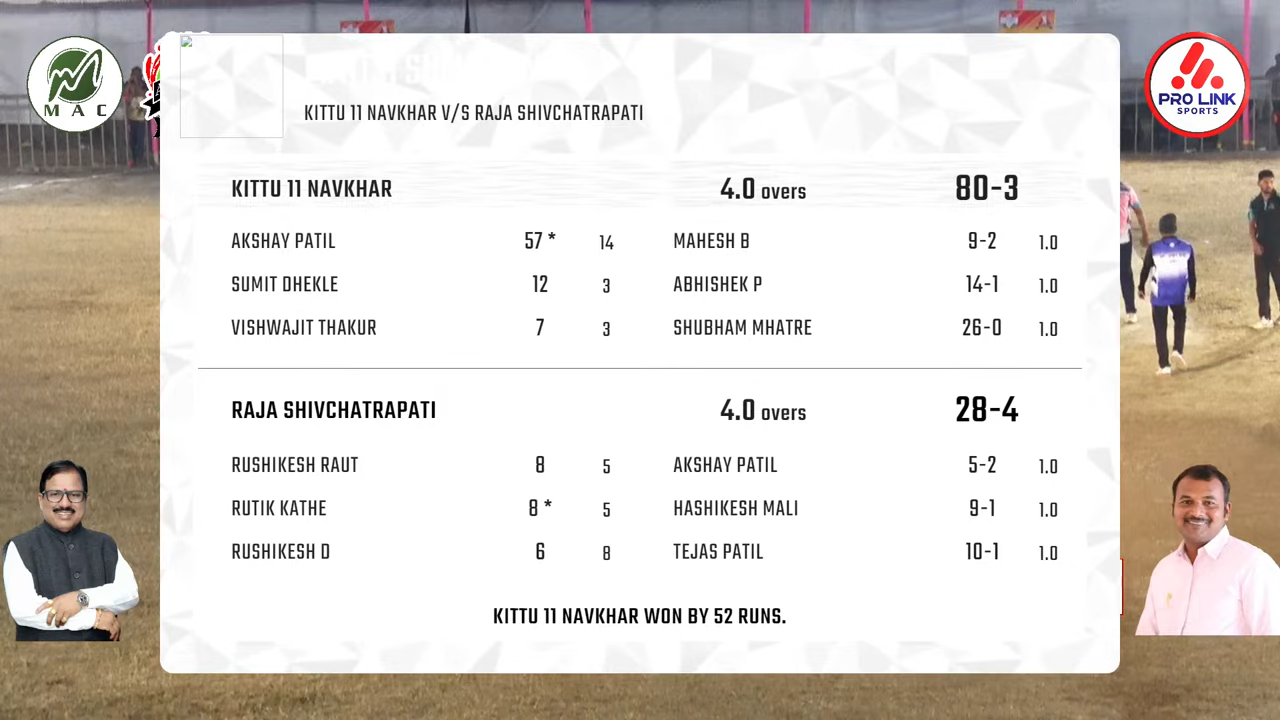 MAC
PRO LINK
SPORTS
KITTU 11 NAVKHAR V/S RAJA SHIVCHATRAPATI
KITTU 11 NAVKHAR 4.0 overs 80-3
AKSHAY PATIL 57 * 14 MAHESH B 9-2 1.0
SUMIT DHEKLE 12 3 ABHISHEK P 14-1 1.0
VISHWAJIT THAKUR 7 3 SHUBHAM MHATRE 26-0 1.0
RAJA SHIVCHATRAPATI 4.0 overs 28-4
RUSHIKESH RAUT 8 5 AKSHAY PATIL 5-2 1.0
RUTIK KATHE 8 * 5 HASHIKESH MALI 9-1 1.0
RUSHIKESH D 6 8 TEJAS PATIL 10-1 1.0
KITTU 11 NAVKHAR WON BY 52 RUNS.